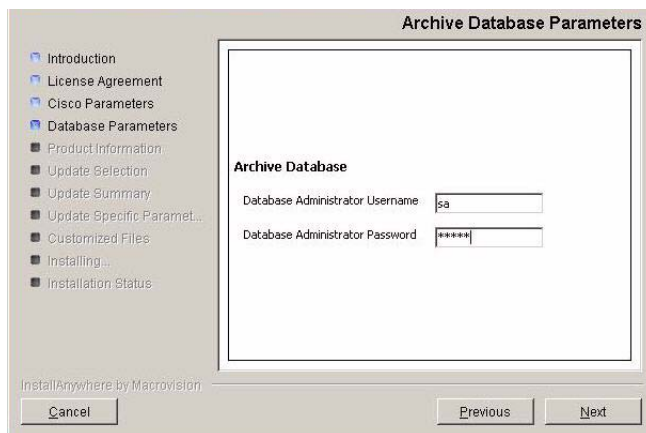 Archive Database Parameters
Introduction
License Agreement
Cisco Parameters
Database Parameters
Product Information
Update Selection
Update Summary
Update Specific Paramet...
Customized Files
Installing...
Installation Status
Archive Database
Database Administrator Username
sa
Database Administrator Password
*****
InstallAnywhere by Macrovision
Cancel
Previous
Next